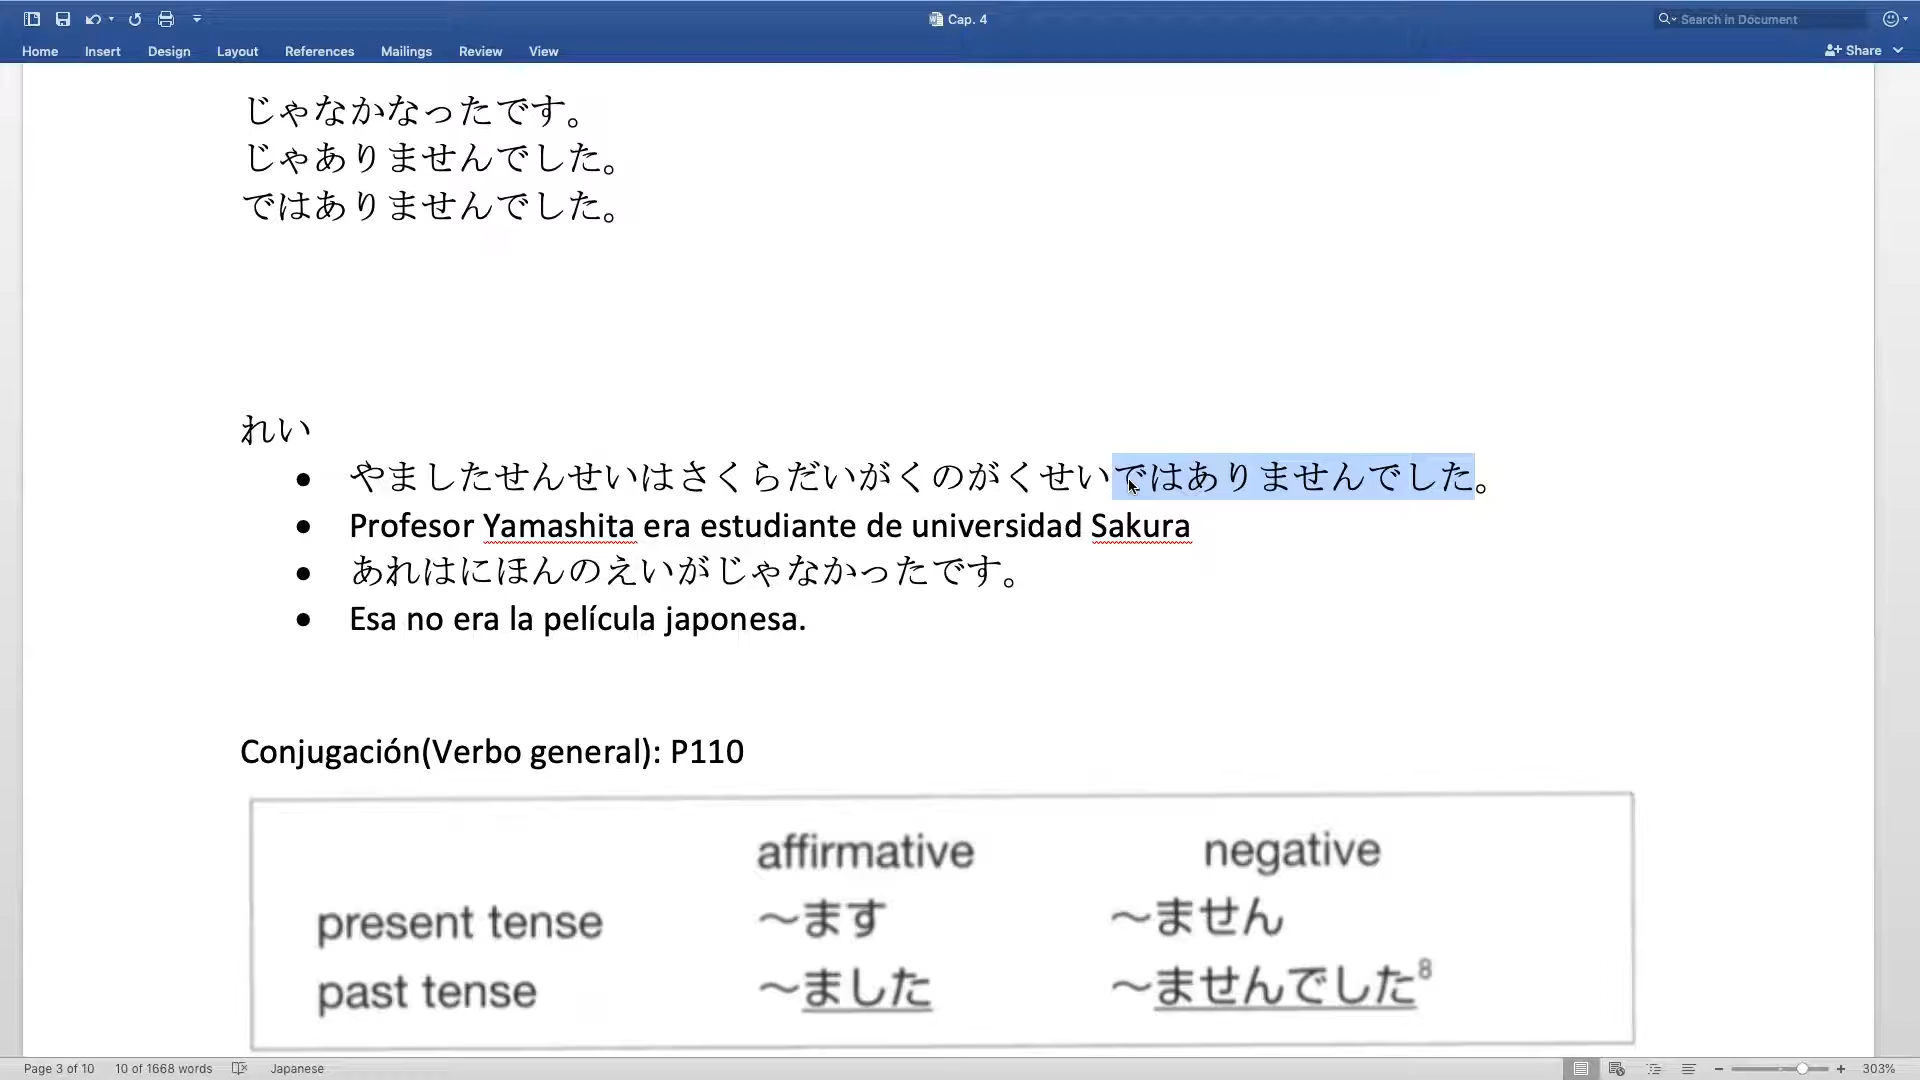 Cap. 4
Search in Document
Home Insert Design Layout References Mailings Review View
Share
じゃなかなったです。
じゃありませんでした。
ではありませんでした。
れい
● やましたせんせいはさくらだいがくのがくせいではありませんでした。
● Profesor Yamashita era estudiante de universidad Sakura
● あれはにほんのえいがじゃなかったです。
● Esa no era la película japonesa.
Conjugación(Verbo general): P110
affirmative negative
present tense ～ます ～ません
past tense ～ました ～ませんでした8
Page 3 of 10 10 of 1668 words Japanese 303%